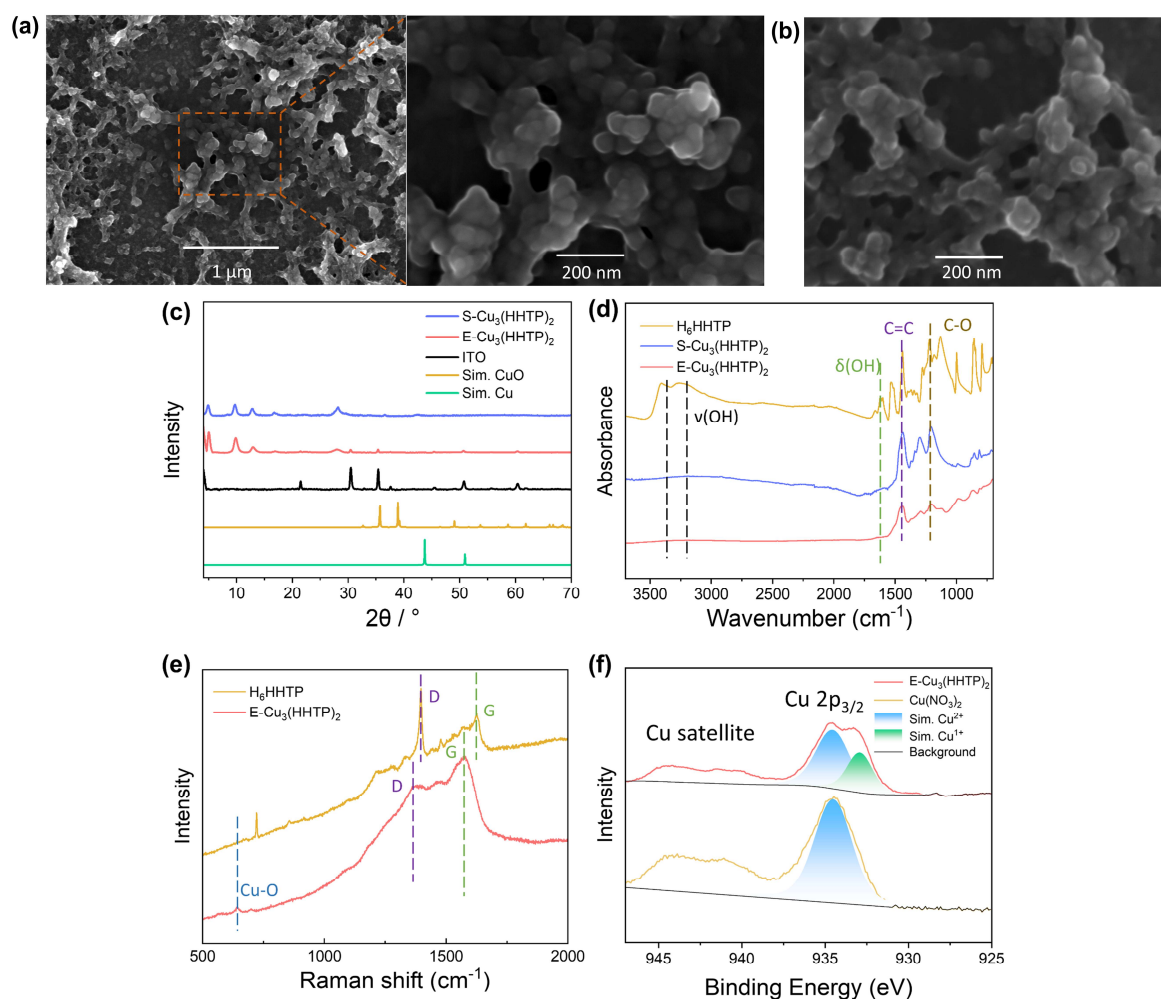 (a)
1 μm
200 nm
(b)
200 nm
(c)
S-Cu₃(HHTP)₂
E-Cu₃(HHTP)₂
ITO
Sim. CuO
Sim. Cu
Intensity
10 20 30 40 50 60 70
2θ / °
(d)
H₆HHTP
S-Cu₃(HHTP)₂
E-Cu₃(HHTP)₂
C=C
C-O
δ(OH)
ν(OH)
Absorbance
3500 3000 2500 2000 1500 1000
Wavenumber (cm⁻¹)
(e)
H₆HHTP
E-Cu₃(HHTP)₂
D
G
G
D
Cu-O
Intensity
500 1000 1500 2000
Raman shift (cm⁻¹)
(f)
E-Cu₃(HHTP)₂
Cu(NO₃)₂
Sim. Cu²⁺
Sim. Cu¹⁺
Background
Cu 2p₃/₂
Cu satellite
Intensity
945 940 935 930 925
Binding Energy (eV)